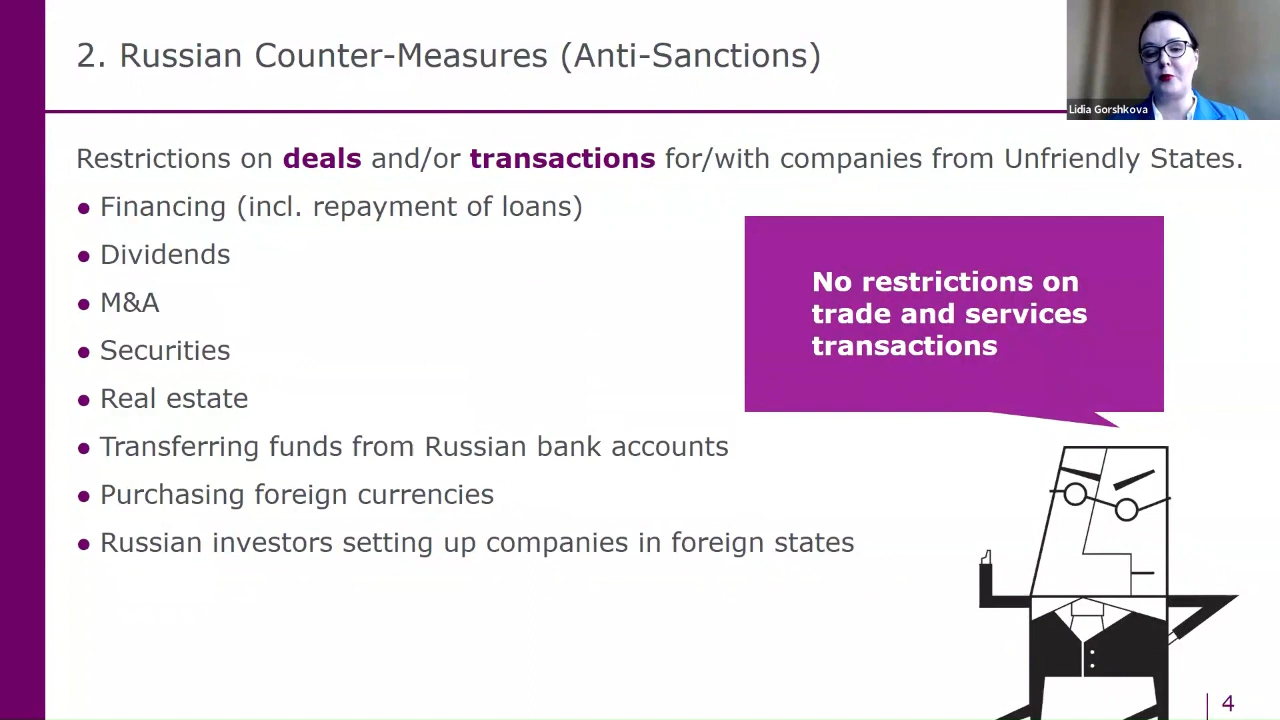 2. Russian Counter-Measures (Anti-Sanctions)
Lidia Gorshkova
Restrictions on deals and/or transactions for/with companies from Unfriendly States.
● Financing (incl. repayment of loans)
● Dividends
● M&A
● Securities
● Real estate
● Transferring funds from Russian bank accounts
● Purchasing foreign currencies
● Russian investors setting up companies in foreign states
No restrictions on
trade and services
transactions
4